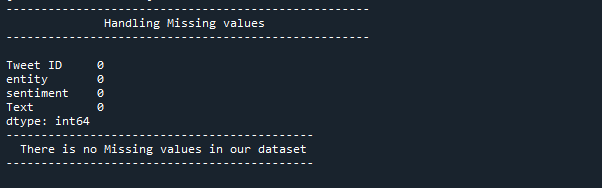 ----------------------------------------------------
Handling Missing values
----------------------------------------------------
Tweet ID     0
entity       0
sentiment    0
Text         0
dtype: int64
--------------------------------------------
There is no Missing values in our dataset
--------------------------------------------